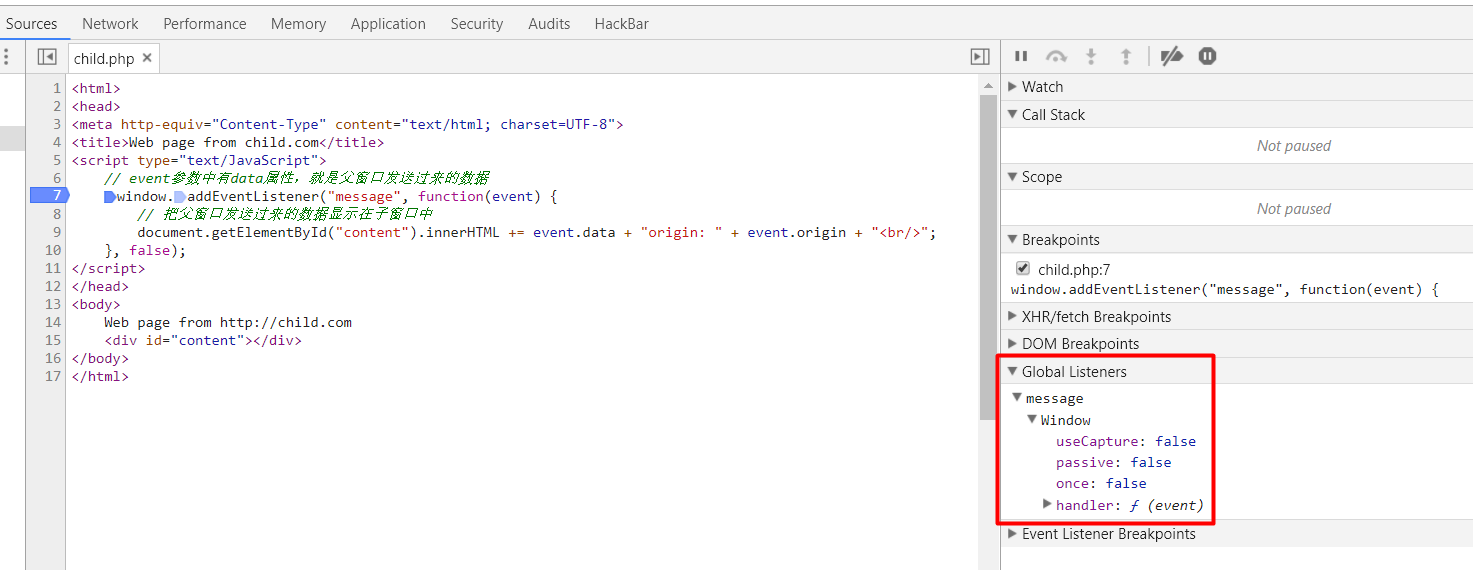 Sources Network Performance Memory Application Security Audits HackBar
child.php ×
1 <html>
2 <head>
3 <meta http-equiv="Content-Type" content="text/html; charset=UTF-8">
4 <title>Web page from child.com</title>
5 <script type="text/JavaScript">
6 // event参数中有data属性，就是父窗口发送过来的数据
7 window.addEventListener("message", function(event) {
8 // 把父窗口发送过来的数据显示在子窗口中
9 document.getElementById("content").innerHTML += event.data + "origin: " + event.origin + "<br/>";
10 }, false);
11 </script>
12 </head>
13 <body>
14 Web page from http://child.com
15 <div id="content"></div>
16 </body>
17 </html>
Watch
Call Stack
Not paused
Scope
Not paused
Breakpoints
child.php:7
window.addEventListener("message", function(event) {
XHR/fetch Breakpoints
DOM Breakpoints
Global Listeners
message
Window
useCapture: false
passive: false
once: false
handler: ƒ (event)
Event Listener Breakpoints